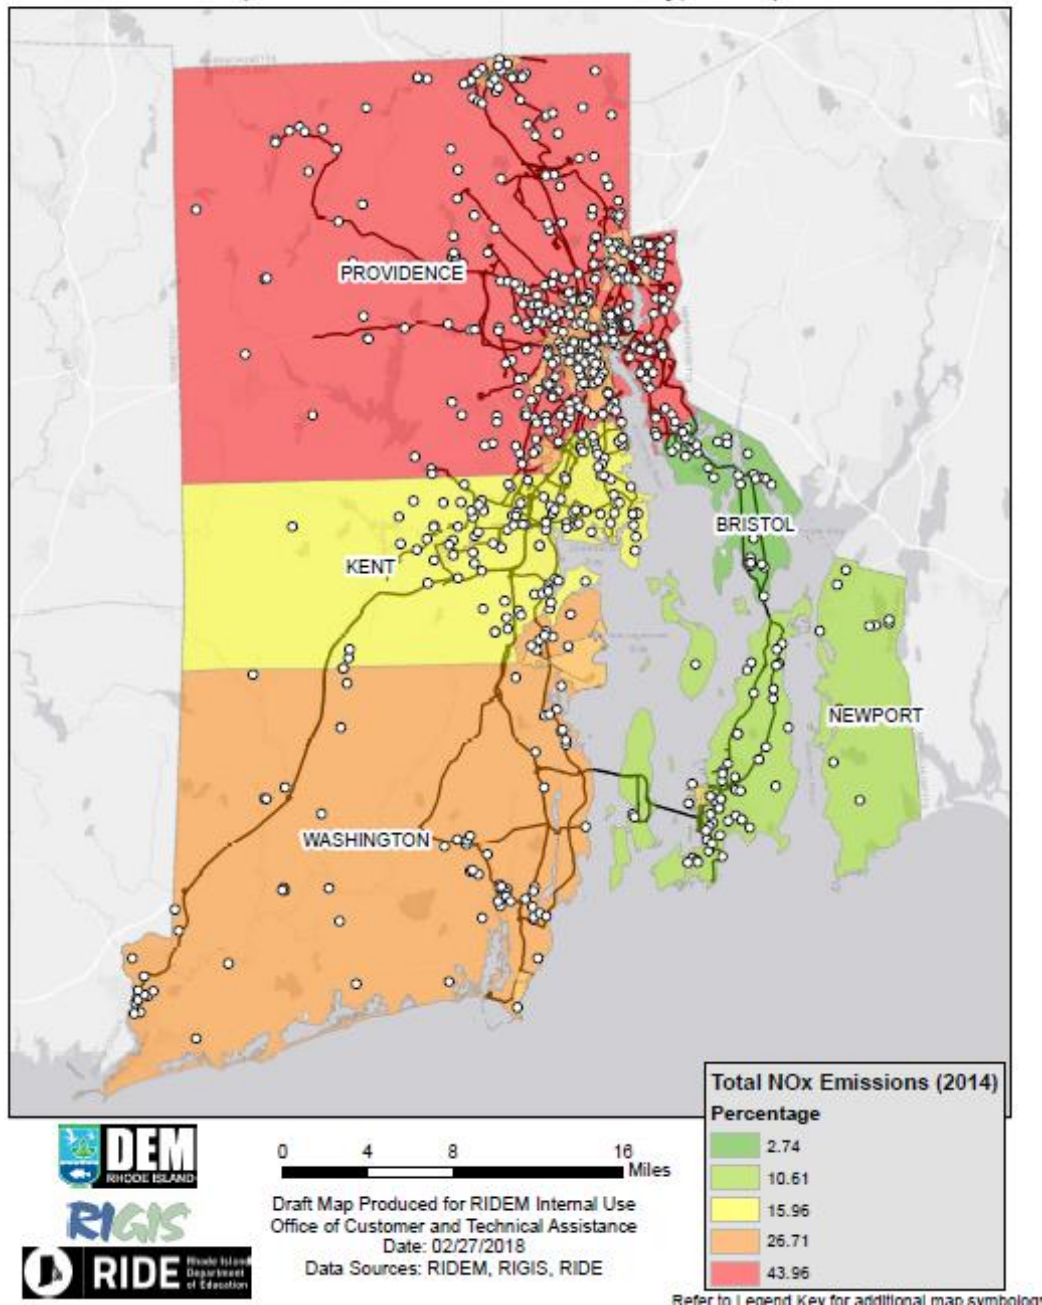 PROVIDENCE
KENT
BRISTOL
NEWPORT
WASHINGTON
Total NOx Emissions (2014)
Percentage
2.74
10.61
15.96
26.71
43.96
DEM
RHODE ISLAND
RIGIS
RIDE Rhode Island
Department
of Education
0 4 8 16
Miles
Draft Map Produced for RIDEM Internal Use
Office of Customer and Technical Assistance
Date: 02/27/2018
Data Sources: RIDEM, RIGIS, RIDE
Refer to Legend Key for additional map symbology